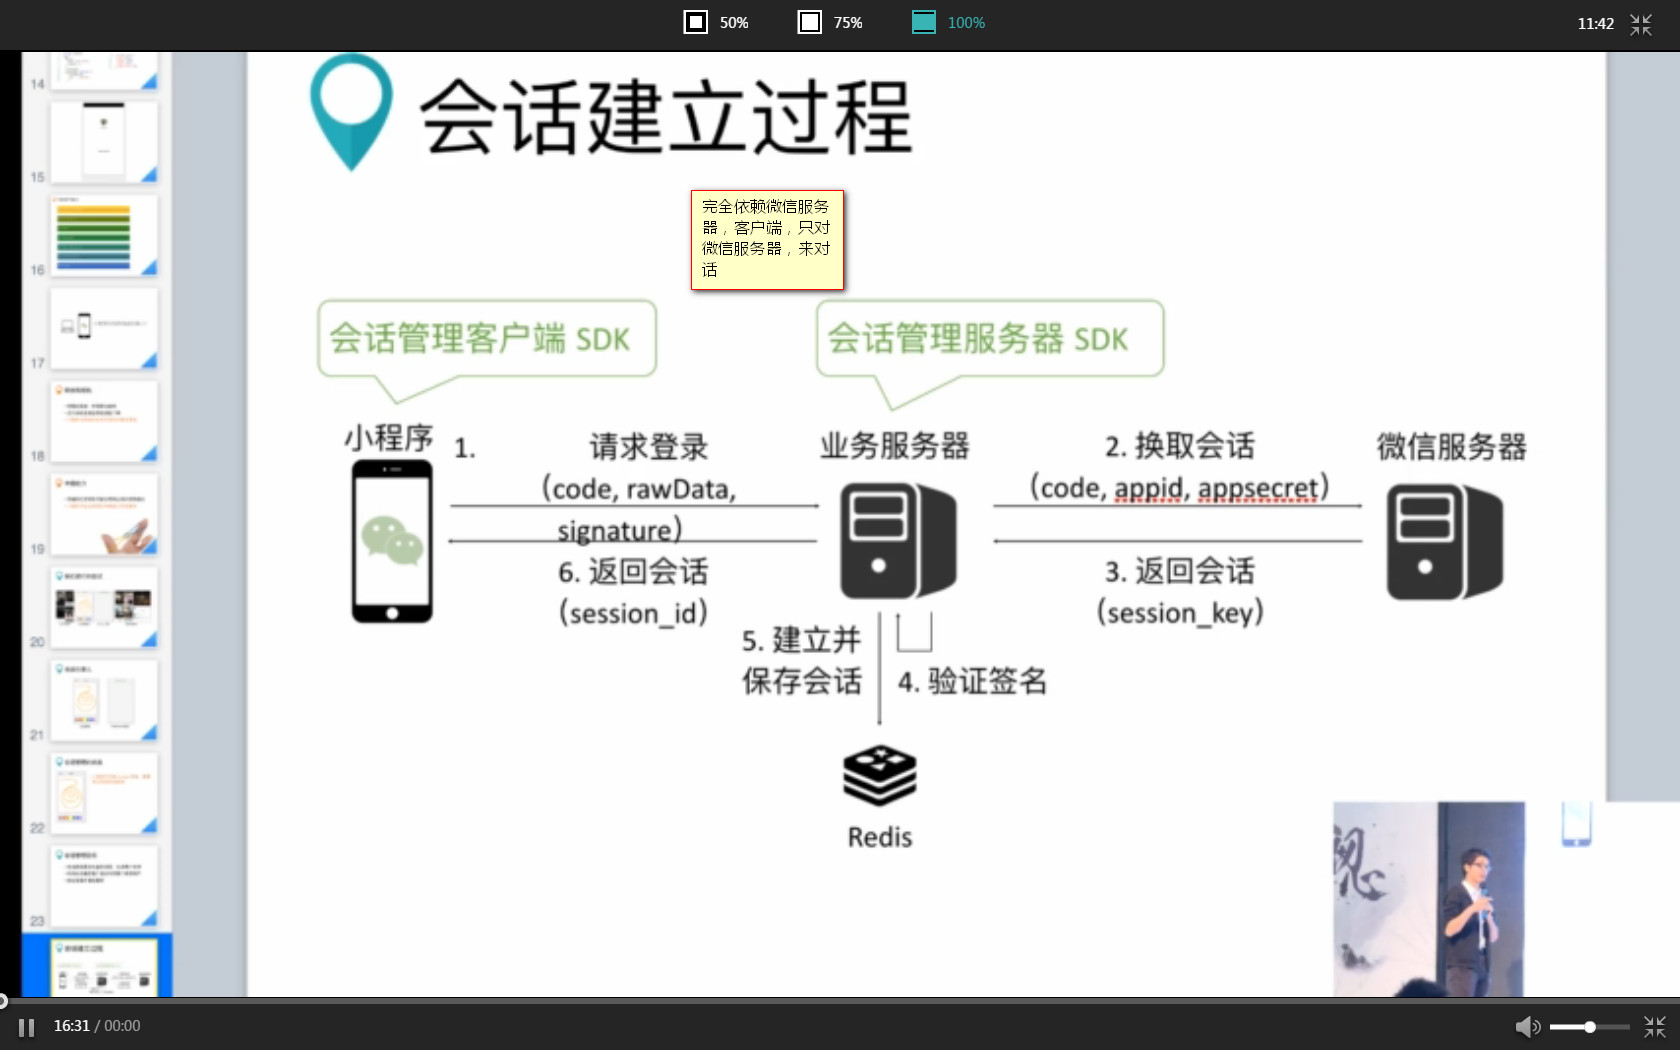 50%
75%
100%
11:42
会话建立过程
完全依赖微信服务
器，客户端，只对
微信服务器，来对
话
会话管理客户端 SDK
会话管理服务器 SDK
小程序
1.
请求登录
(code, rawData,
signature)
业务服务器
2. 换取会话
(code, appid, appsecret)
微信服务器
6. 返回会话
(session_id)
3. 返回会话
(session_key)
5. 建立并
保存会话
4. 验证签名
Redis
14
15
16
17
18
19
20
21
22
23
会话建立过程
16:31 / 00:00